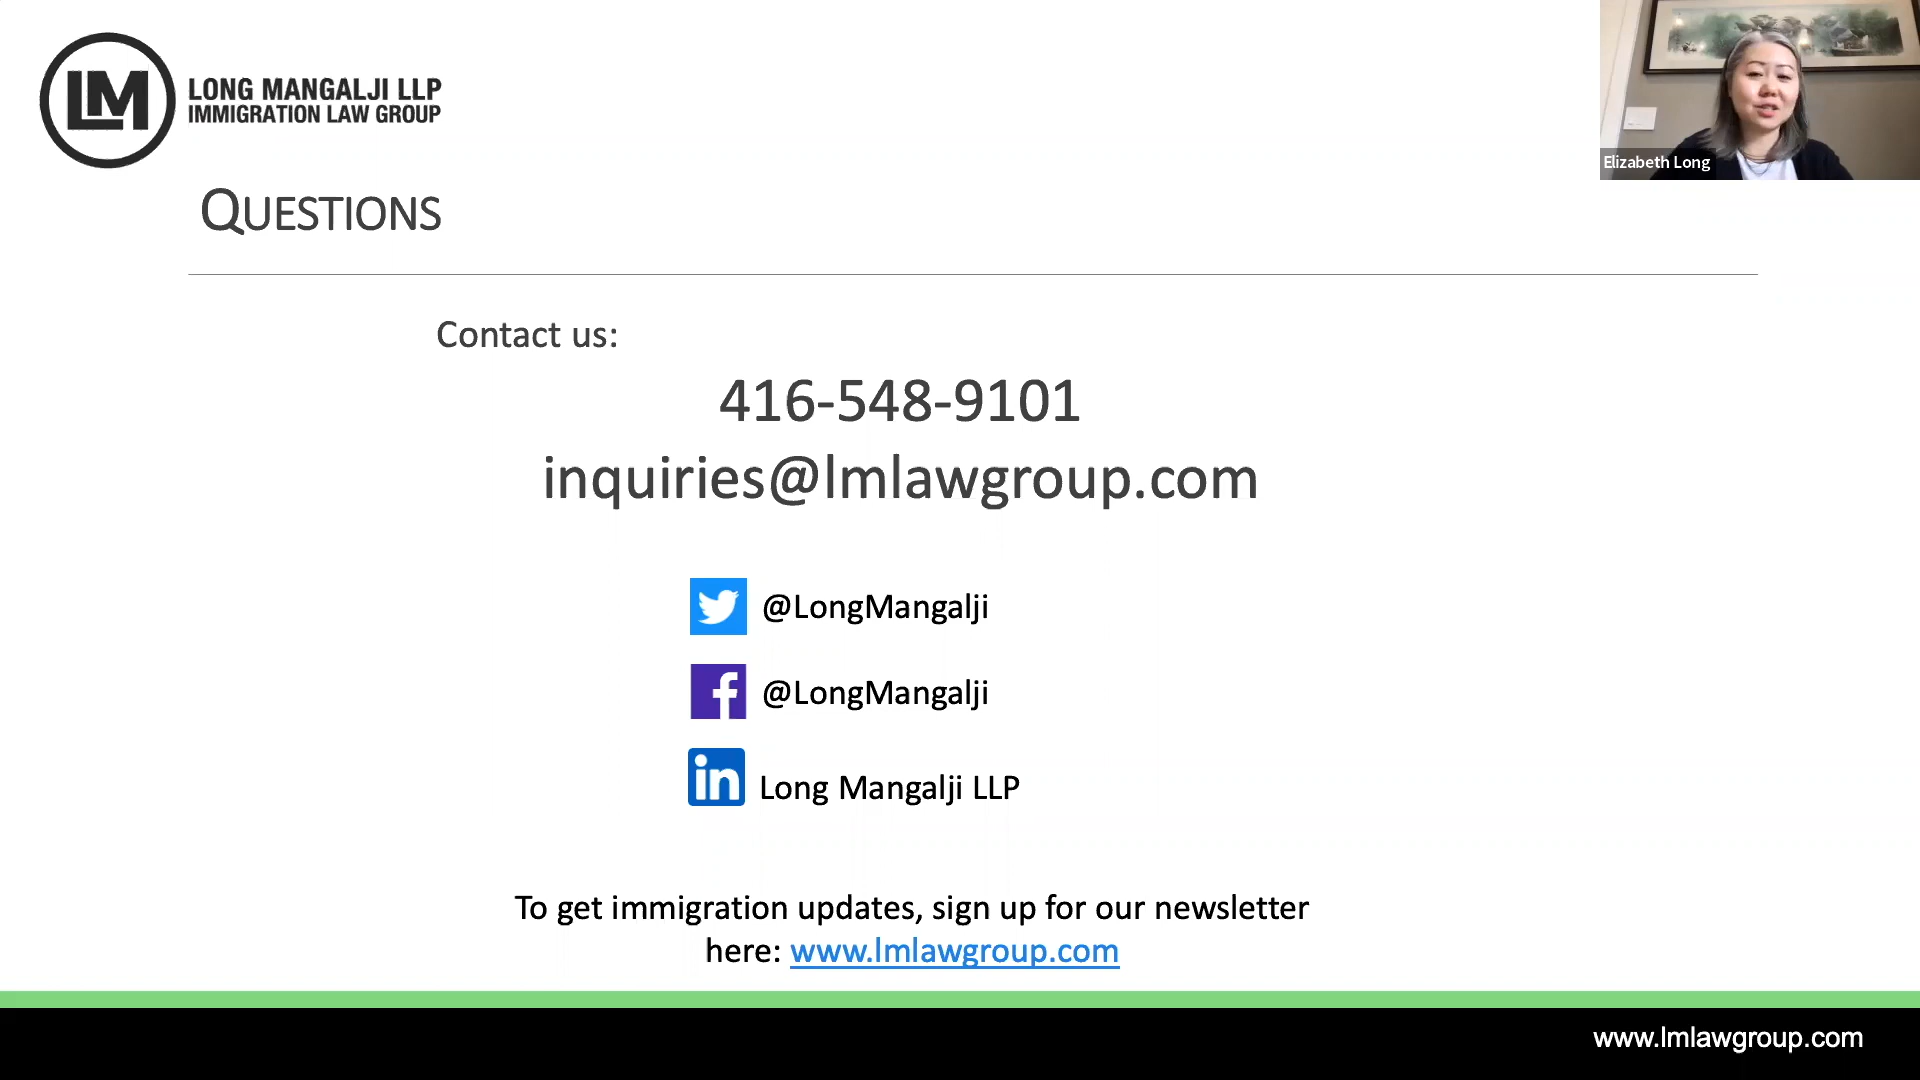 LM
LONG MANGALJI LLP
IMMIGRATION LAW GROUP
Elizabeth Long
QUESTIONS
Contact us:
416-548-9101
inquiries@lmlawgroup.com
@LongMangalji
f @LongMangalji
in Long Mangalji LLP
To get immigration updates, sign up for our newsletter
here: www.lmlawgroup.com
www.lmlawgroup.com